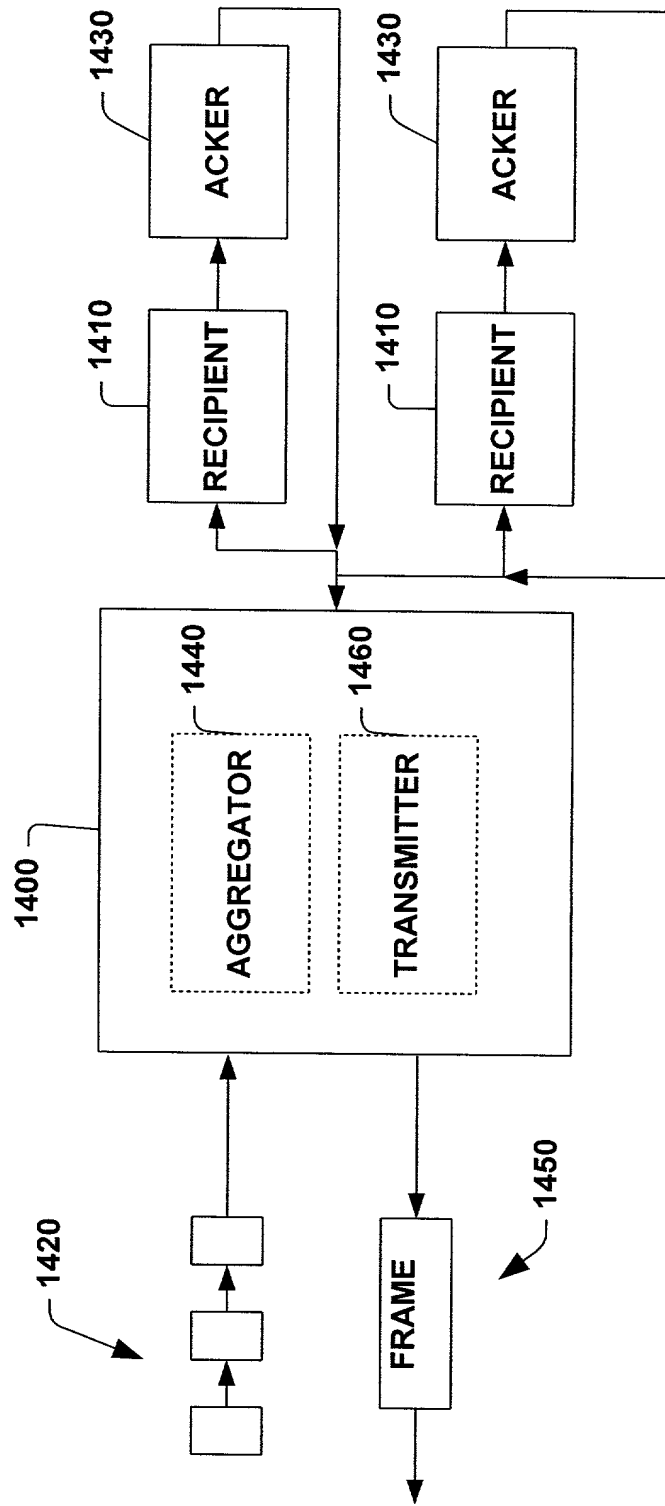 1400
1420
1440
AGGREGATOR
1460
TRANSMITTER
FRAME
1450
1410
RECIPIENT
1430
ACKER
1410
RECIPIENT
1430
ACKER